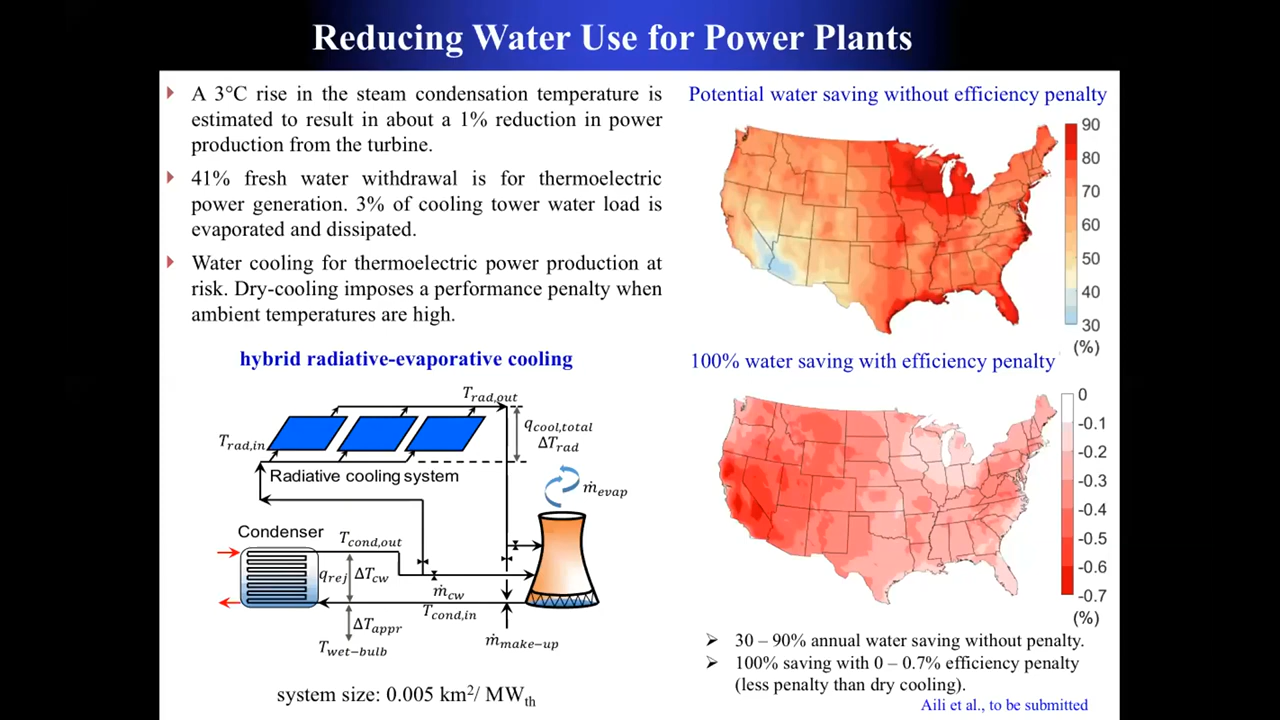 Reducing Water Use for Power Plants
A 3°C rise in the steam condensation temperature is
estimated to result in about a 1% reduction in power
production from the turbine.
41% fresh water withdrawal is for thermoelectric
power generation. 3% of cooling tower water load is
evaporated and dissipated.
Water cooling for thermoelectric power production at
risk. Dry-cooling imposes a performance penalty when
ambient temperatures are high.
hybrid radiative-evaporative cooling
T_rad,out
q_cool,total
ΔT_rad
T_rad,in
Radiative cooling system
ṁ_evap
Condenser
T_cond,out
q_rej
ΔT_cw
ṁ_cw
T_cond,in
ΔT_appr
ṁ_make−up
T_wet−bulb
system size: 0.005 km²/ MW_th
Potential water saving without efficiency penalty
90
80
70
60
50
40
30
(%)
100% water saving with efficiency penalty
0
-0.1
-0.2
-0.3
-0.4
-0.5
-0.6
-0.7
(%)
30 – 90% annual water saving without penalty.
100% saving with 0 – 0.7% efficiency penalty
(less penalty than dry cooling).
Aili et al., to be submitted